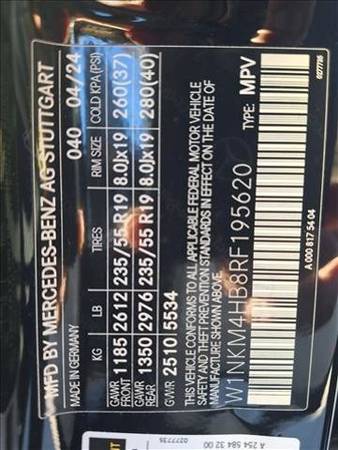 MFD BY MERCEDES-BENZ AG STUTTGART
MADE IN GERMANY 040 04/24
KG LB TIRES RIM SIZE COLD KPA(PSI)
GAWR FRONT 1185 2612 235/55 R19 8.0Jx19 260(37)
GAWR REAR 1350 2976 235/55 R19 8.0Jx19 280(40)
GVWR 2510 5534
THIS VEHICLE CONFORMS TO ALL APPLICABLE FEDERAL MOTOR VEHICLE
SAFETY AND THEFT PREVENTION STANDARDS IN EFFECT ON THE DATE OF
MANUFACTURE SHOWN ABOVE
W1NKM4HB8RF195620 TYPE: MPV
A 000 817 54 04 0277735
A 254 584 32 00
0277735